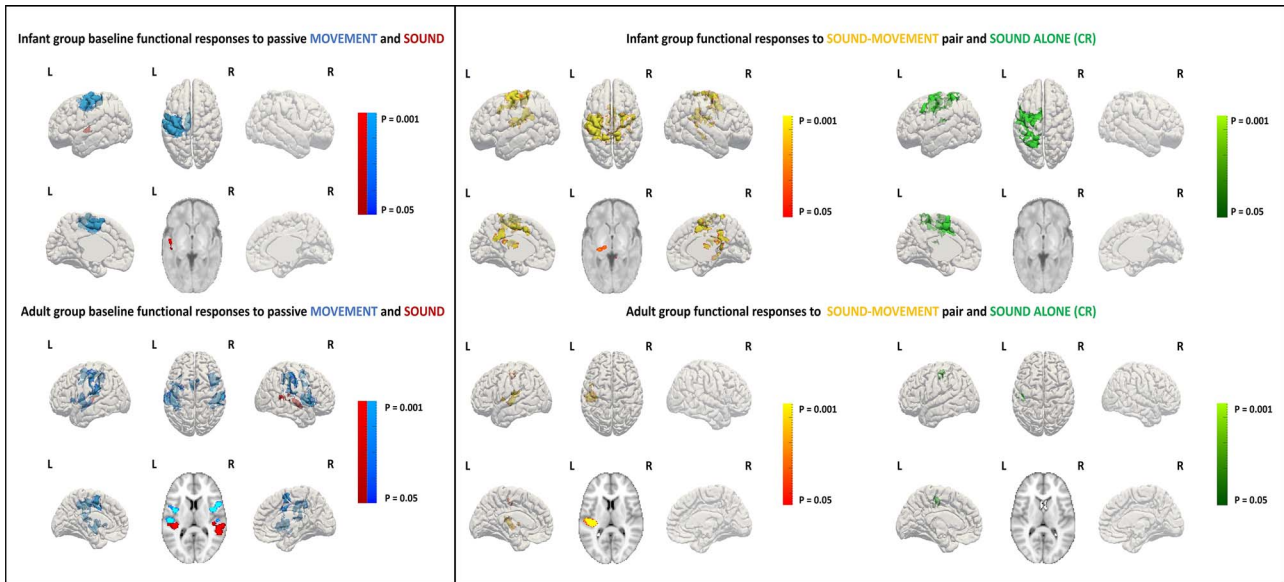 Infant group baseline functional responses to passive MOVEMENT and SOUND
L L R R
P = 0.001
P = 0.05
L L R R
Adult group baseline functional responses to passive MOVEMENT and SOUND
L L R R
P = 0.001
P = 0.05
L L R R
Infant group functional responses to SOUND-MOVEMENT pair and SOUND ALONE (CR)
L L R R
P = 0.001
P = 0.05
L L R R
L L R R
P = 0.001
P = 0.05
L L R R
Adult group functional responses to SOUND-MOVEMENT pair and SOUND ALONE (CR)
L L R R
P = 0.001
P = 0.05
L L R R
L L R R
P = 0.001
P = 0.05
L L R R